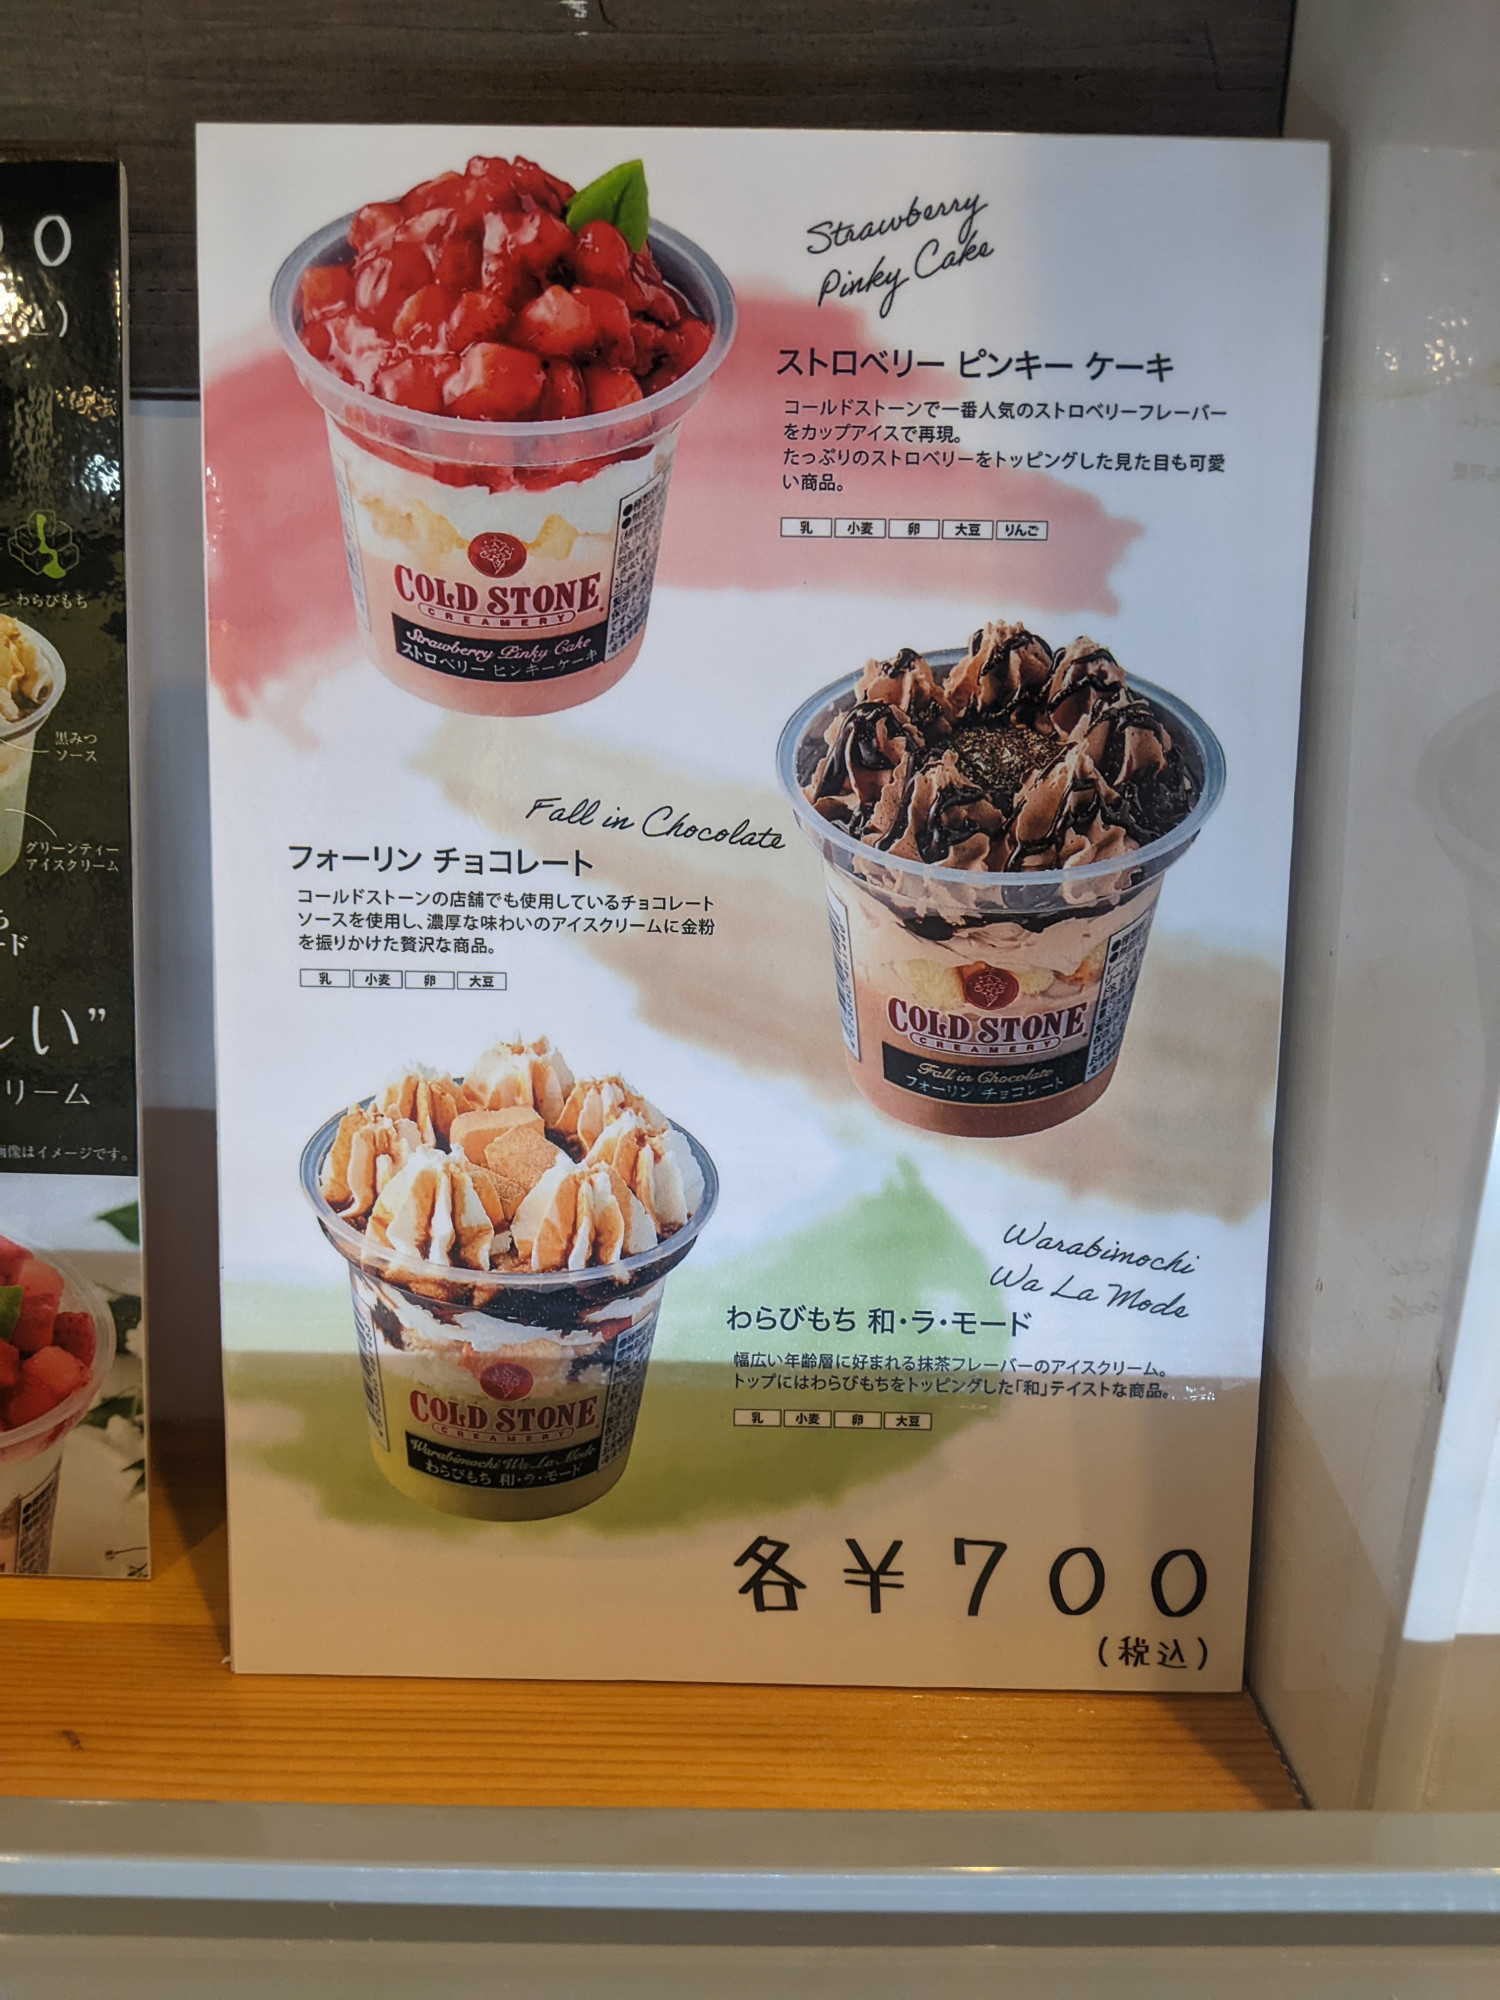 Strawberry
Pinky Cake
ストロベリー ピンキー ケーキ
コールドストーンで一番人気のストロベリーフレーバー
をカップアイスで再現。
たっぷりのストロベリーをトッピングした見た目も可愛
い商品。
乳 小麦 卵 大豆 りんご
COLD STONE
CREAMERY
Strawberry Pinky Cake
ストロベリー ピンキーケーキ
Fall in Chocolate
フォーリン チョコレート
コールドストーンの店舗でも使用しているチョコレート
ソースを使用し、濃厚な味わいのアイスクリームに金粉
を振りかけた贅沢な商品。
乳 小麦 卵 大豆
COLD STONE
CREAMERY
Fall in Chocolate
フォーリン チョコレート
Warabimochi
Wa La Mode
わらびもち 和・ラ・モード
幅広い年齢層に好まれる抹茶フレーバーのアイスクリーム。
トップにはわらびもちをトッピングした「和」テイストな商品。
乳 小麦 卵 大豆
COLD STONE
CREAMERY
Warabimochi Wa La Mode
わらびもち 和・ラ・モード
各￥700
(税込)
0
わらびもち
黒みつ
ソース
グリーンティー
アイスクリーム
い”
リーム
像はイメージです。